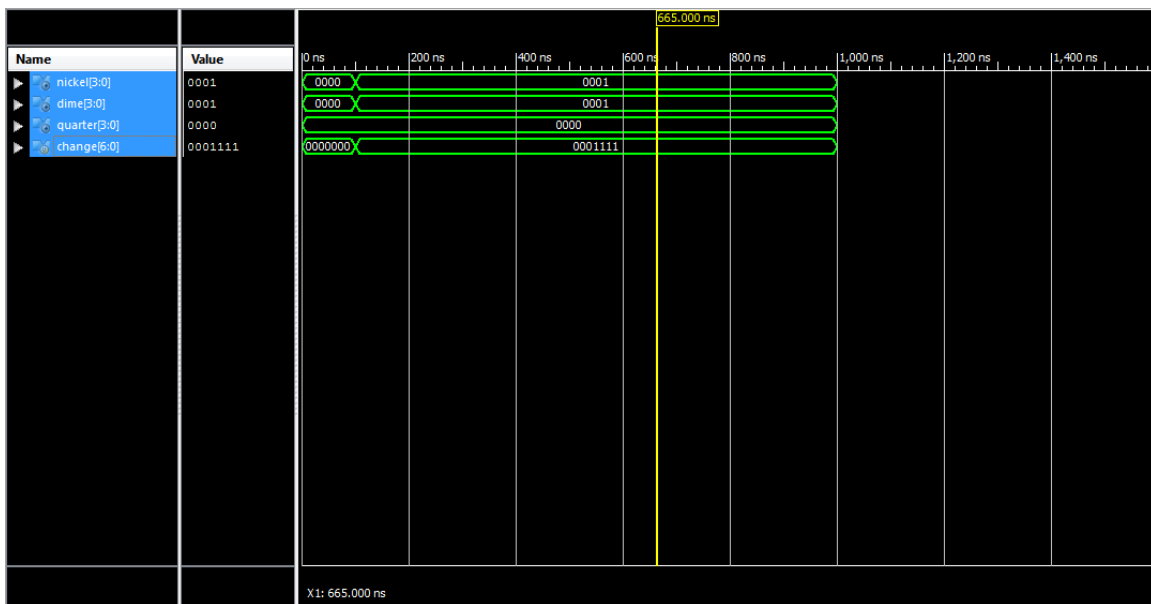 665.000 ns
Name Value 0 ns 200 ns 400 ns 600 ns 800 ns 1,000 ns 1,200 ns 1,400 ns
nickel[3:0] 0001 0000 0001
dime[3:0] 0001 0000 0001
quarter[3:0] 0000 0000
change[6:0] 0001111 0000000 0001111
X1: 665.000 ns